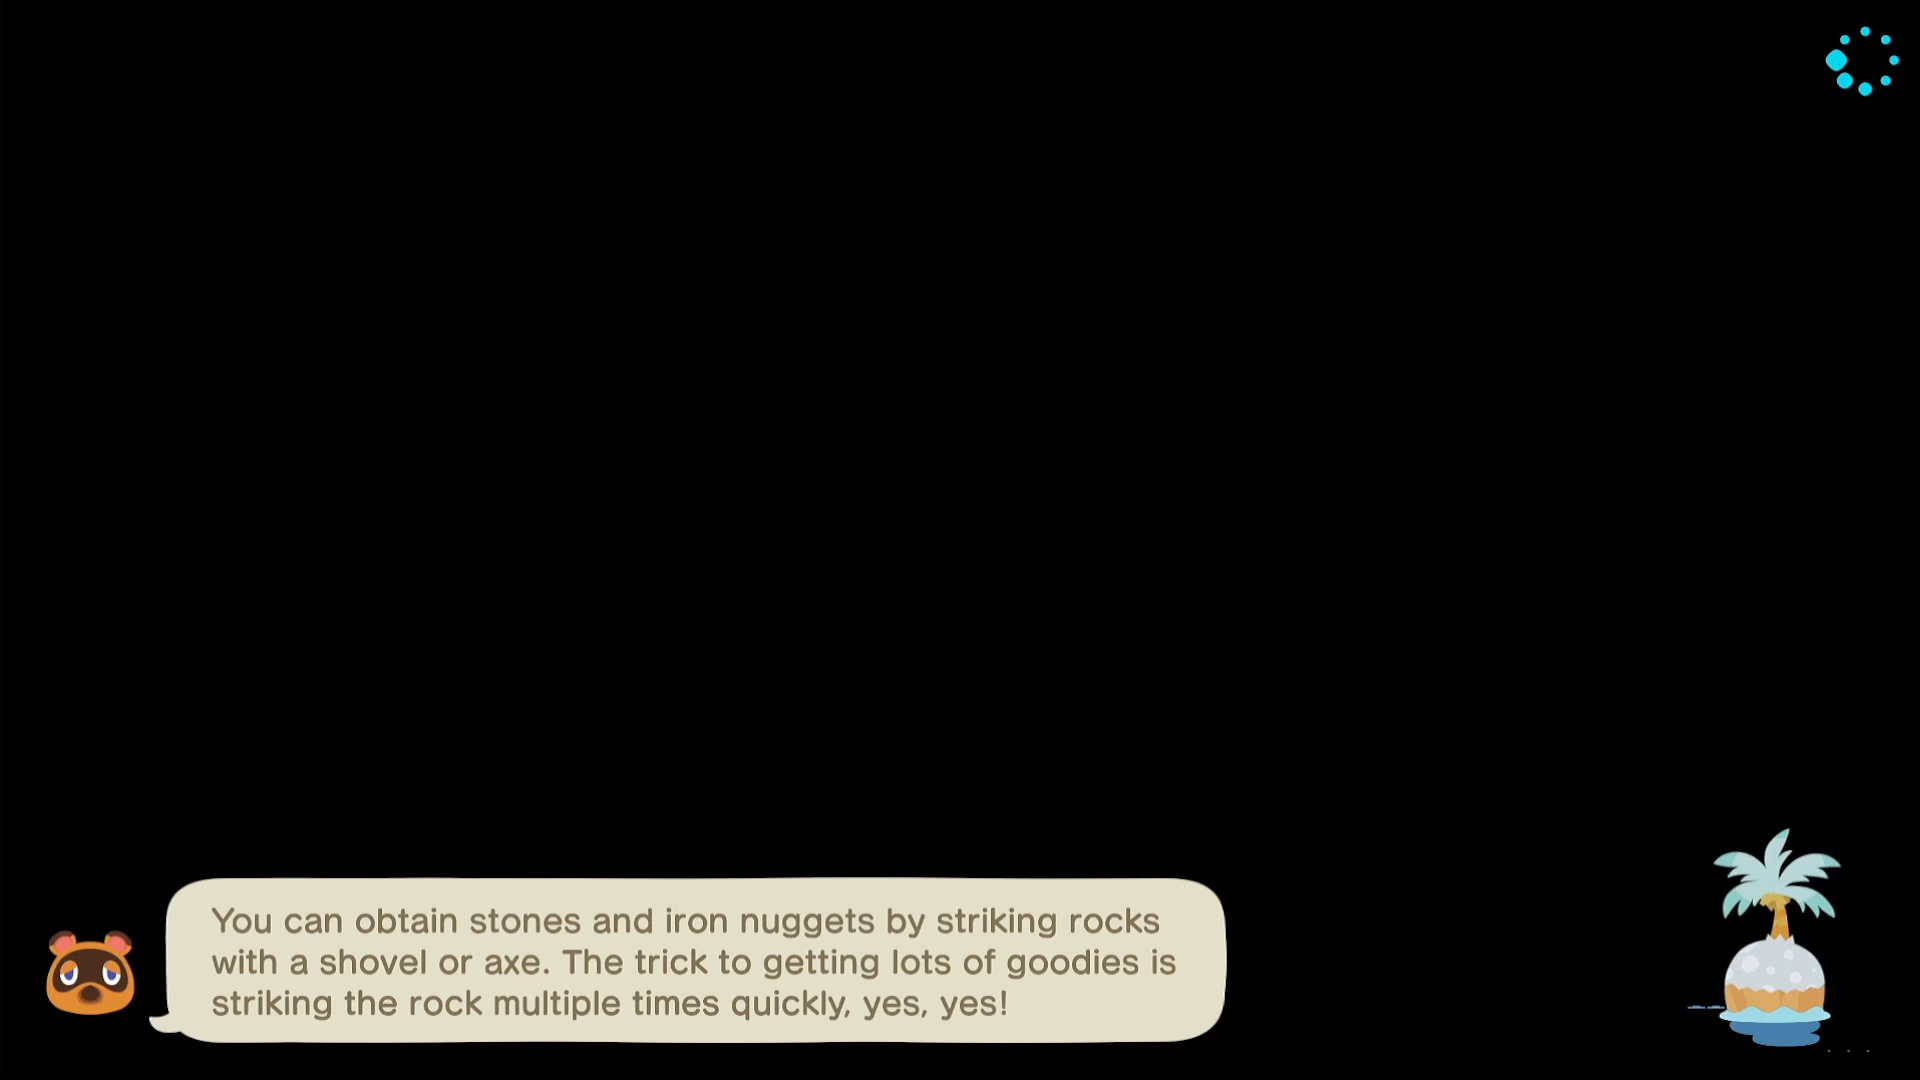 You can obtain stones and iron nuggets by striking rocks
with a shovel or axe. The trick to getting lots of goodies is
striking the rock multiple times quickly, yes, yes!